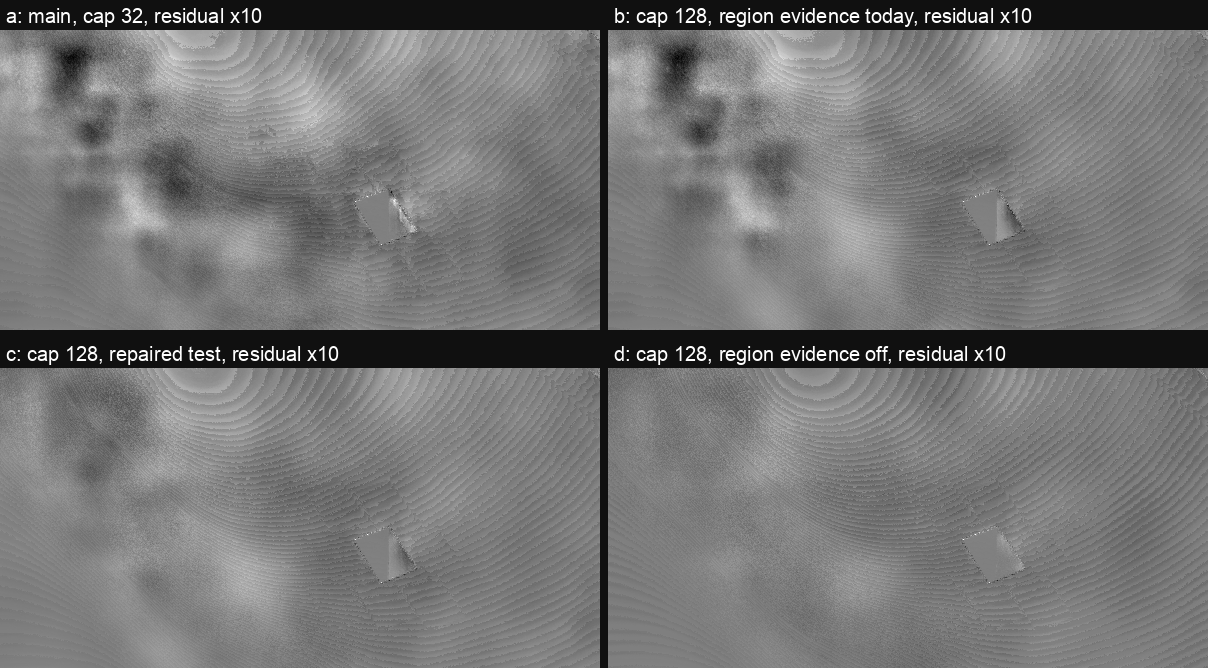 a: main, cap 32, residual x10
b: cap 128, region evidence today, residual x10
c: cap 128, repaired test, residual x10
d: cap 128, region evidence off, residual x10